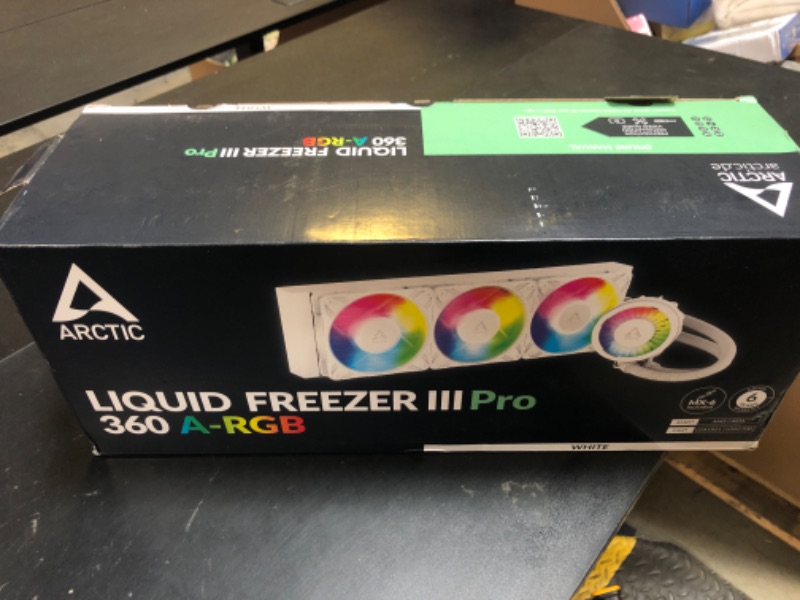 WHITE
LIQUID FREEZER III Pro
360 A-RGB
ONLINE MANUAL
ARCTIC
arctic.de
ARCTIC
LIQUID FREEZER III Pro
360 A-RGB
MX-6
6
WHITE